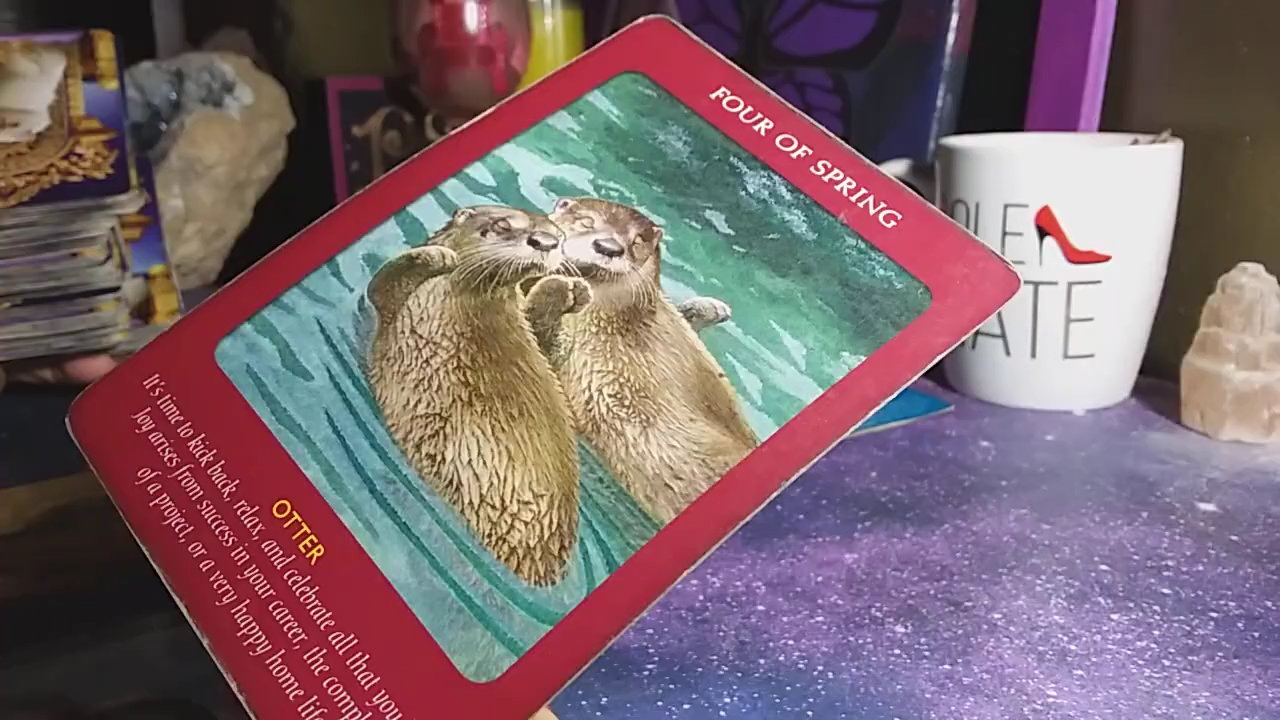 FOUR OF SPRING
OTTER
It's time to kick back, relax, and celebrate all that you
Joy arises from success in your career, the compl
of a project, or a very happy home life
OLE
ATE